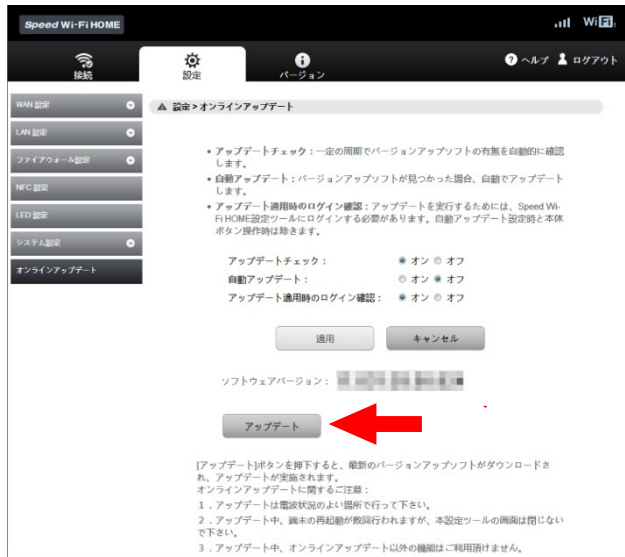 Speed Wi-Fi HOME
WiFi
接続
設定
バージョン
ヘルプ
ログアウト
WAN 設定
設定 > オンラインアップデート
LAN 設定
ファイアウォール設定
NFC 設定
LED 設定
システム設定
オンラインアップデート
• アップデートチェック：一定の周期でバージョンアップソフトの有無を自動的に確認
します。
• 自動アップデート：バージョンアップソフトが見つかった場合、自動でアップデート
します。
• アップデート適用時のログイン確認：アップデートを実行するためには、Speed Wi-
Fi HOME設定ツールにログインする必要があります。自動アップデート設定時と本体
ボタン操作時は除きます。
アップデートチェック： オン オフ
自動アップデート： オン オフ
アップデート適用時のログイン確認： オン オフ
適用
キャンセル
ソフトウェアバージョン：
アップデート
[アップデート]ボタンを押下すると、最新のバージョンアップソフトがダウンロードさ
れ、アップデートが実施されます。
オンラインアップデートに関するご注意：
1．アップデートは電波状況のよい場所で行って下さい。
2．アップデート中、端末の再起動が数回行われますが、本設定ツールの画面は閉じない
で下さい。
3．アップデート中、オンラインアップデート以外の機能はご利用頂けません。